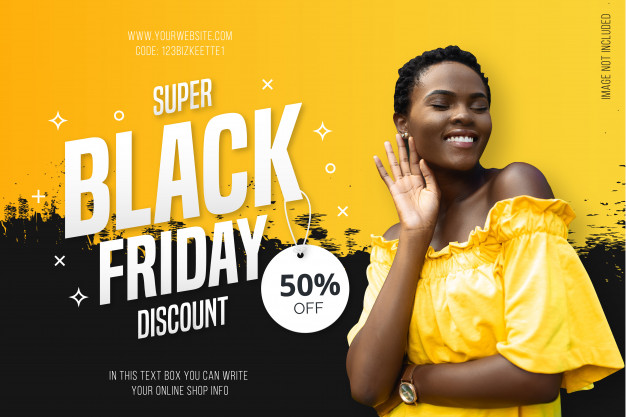 WWW.YOURWEBSITE.COM
CODE: 123BIZKEETTE1
IMAGE NOT INCLUDED
SUPER
BLACK
FRIDAY
DISCOUNT
50%
OFF
IN THIS TEXT BOX YOU CAN WRITE
YOUR ONLINE SHOP INFO